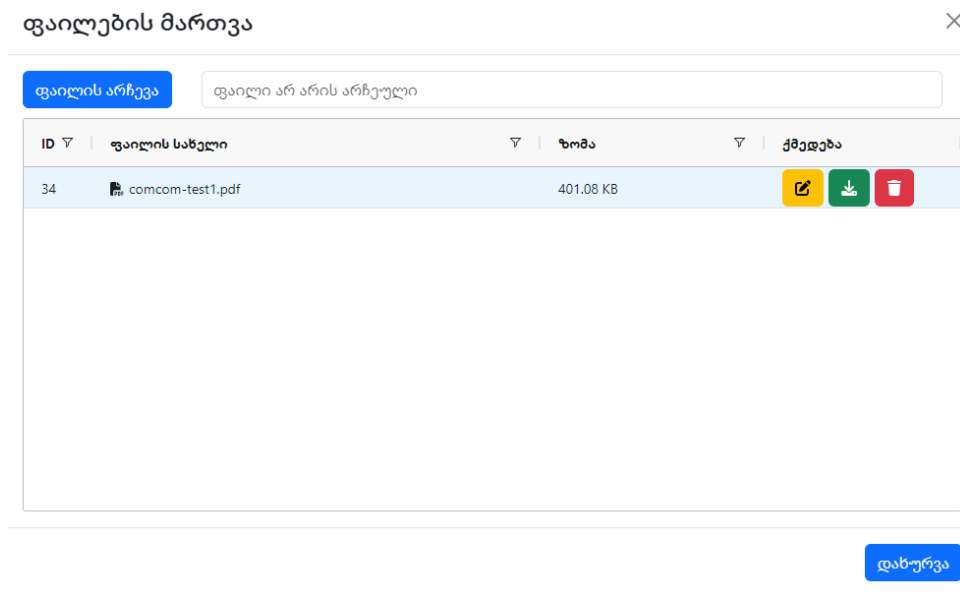 ფაილების მართვა
ფაილის არჩევა ფაილი არ არის არჩეული
ID ფაილის სახელი ზომა ქმედება
34 comcom-test1.pdf 401.08 KB
დახურვა